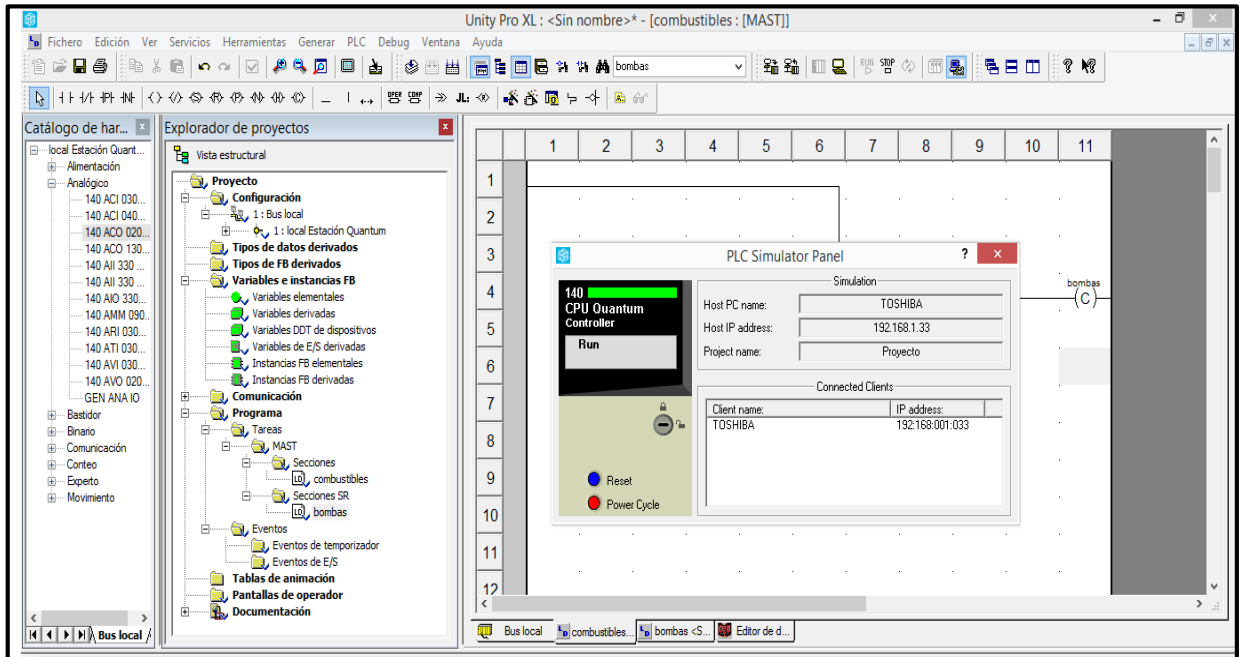 Unity Pro XL : <Sin nombre>* - [combustibles : [MAST]]
Fichero Edición Ver Servicios Herramientas Generar PLC Debug Ventana Ayuda
bombas
Catálogo de har...
local Estación Quant...
Alimentación
Analógico
140 ACI 030...
140 ACI 040...
140 ACO 020...
140 ACO 130...
140 AII 330 ...
140 AII 330 ...
140 AIO 330...
140 AMM 090...
140 ARI 030...
140 ATI 030...
140 AVI 030...
140 AVO 020...
GEN ANA IO
Bastidor
Binario
Comunicación
Conteo
Experto
Movimiento
Bus local
Explorador de proyectos
Vista estructural
Proyecto
Configuración
1 : Bus local
1 : local Estación Quantum
Tipos de datos derivados
Tipos de FB derivados
Variables e instancias FB
Variables elementales
Variables derivadas
Variables DDT de dispositivos
Variables de E/S derivadas
Instancias FB elementales
Instancias FB derivadas
Comunicación
Programa
Tareas
MAST
Secciones
combustibles
Secciones SR
bombas
Eventos
Eventos de temporizador
Eventos de E/S
Tablas de animación
Pantallas de operador
Documentación
1 2 3 4 5 6 7 8 9 10 11
1
2
3
4
5
6
7
8
9
10
11
12
bombas
(C)
PLC Simulator Panel
140
CPU Quantum
Controller
Run
Reset
Power Cycle
Simulation
Host PC name: TOSHIBA
Host IP address: 192.168.1.33
Project name: Proyecto
Connected Clients
Client name: IP address:
TOSHIBA 192:168:001:033
Bus local combustibles... bombas <S... Editor de d...